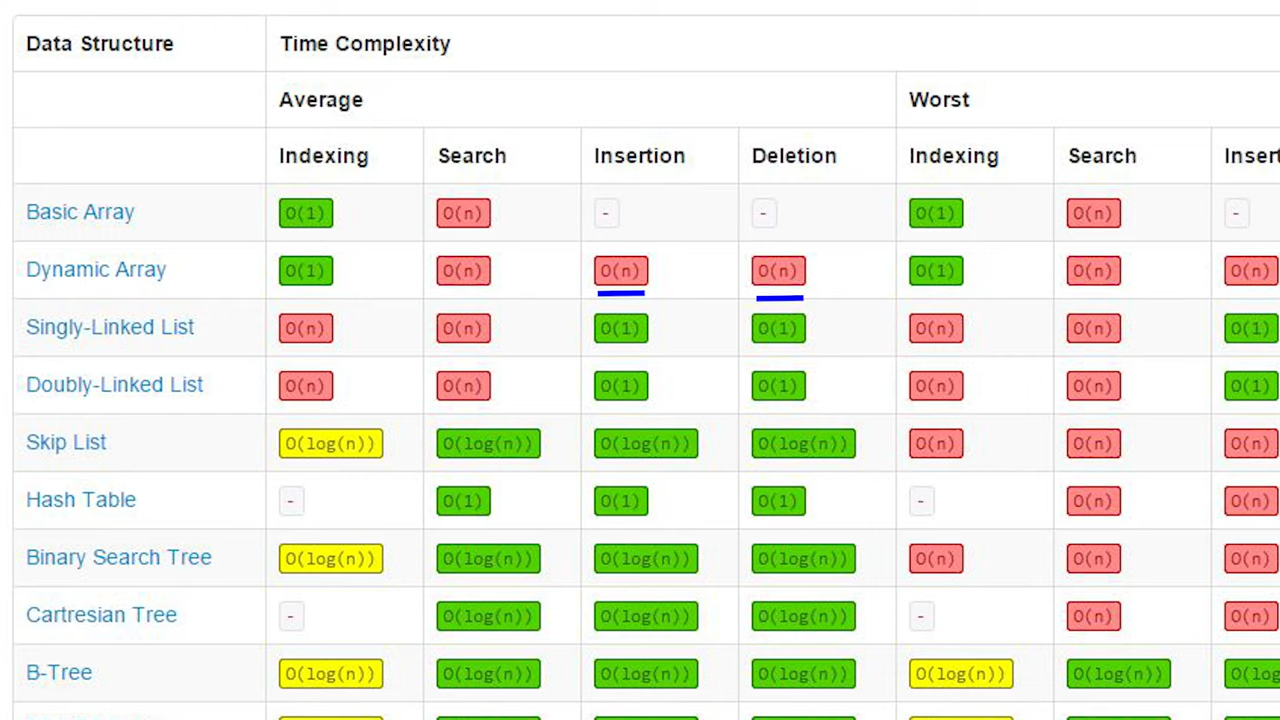 Data Structure Time Complexity
Average Worst
Indexing Search Insertion Deletion Indexing Search
Basic Array O(1) O(n) - - O(1) O(n) -
Dynamic Array O(1) O(n) O(n) O(n) O(1) O(n) O(n)
Singly-Linked List O(n) O(n) O(1) O(1) O(n) O(n) O(1)
Doubly-Linked List O(n) O(n) O(1) O(1) O(n) O(n) O(1)
Skip List O(log(n)) O(log(n)) O(log(n)) O(log(n)) O(n) O(n) O(n)
Hash Table - O(1) O(1) O(1) - O(n) O(n)
Binary Search Tree O(log(n)) O(log(n)) O(log(n)) O(log(n)) O(n) O(n) O(n)
Cartresian Tree - O(log(n)) O(log(n)) O(log(n)) - O(n) O(n)
B-Tree O(log(n)) O(log(n)) O(log(n)) O(log(n)) O(log(n)) O(log(n))